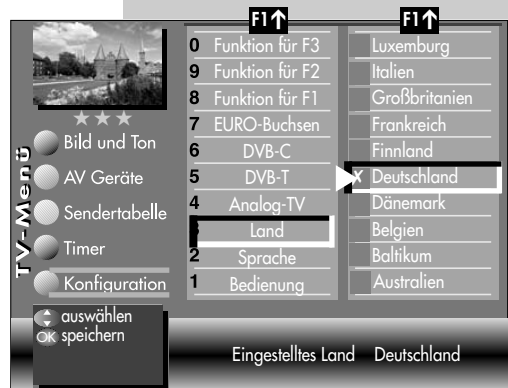 F1↑ F1↑
0 Funktion für F3
9 Funktion für F2
8 Funktion für F1
7 EURO-Buchsen
6 DVB-C
5 DVB-T
4 Analog-TV
3 Land
2 Sprache
1 Bedienung
Luxemburg
Italien
Großbritanien
Frankreich
Finnland
X Deutschland
Dänemark
Belgien
Baltikum
Australien
TV-Menü
Bild und Ton
AV Geräte
Sendertabelle
Timer
Konfiguration
auswählen
OK speichern
Eingestelltes Land Deutschland